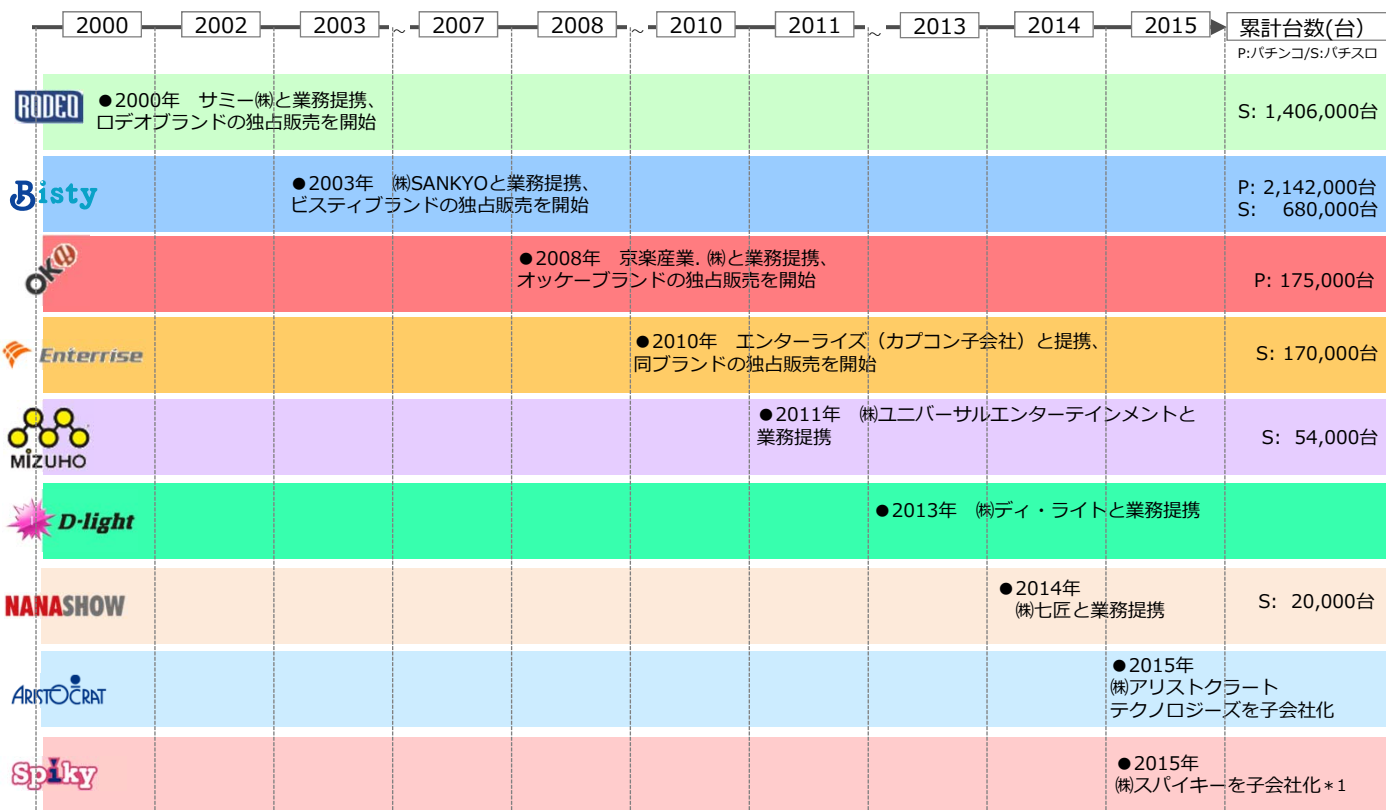 2000 2002 2003 ~ 2007 2008 ~ 2010 2011 ~ 2013 2014 2015 累計台数(台)
P:パチンコ/S:パチスロ
RODEO
●2000年 サミー㈱と業務提携、
ロデオブランドの独占販売を開始
S: 1,406,000台
Bisty
●2003年 ㈱SANKYOと業務提携、
ビスティブランドの独占販売を開始
P: 2,142,000台
S: 680,000台
OK!!
●2008年 京楽産業.㈱と業務提携、
オッケーブランドの独占販売を開始
P: 175,000台
Enterrise
●2010年 エンターライズ（カプコン子会社）と提携、
同ブランドの独占販売を開始
S: 170,000台
MIZUHO
●2011年 ㈱ユニバーサルエンターテインメントと
業務提携
S: 54,000台
D-light
●2013年 ㈱ディ・ライトと業務提携
NANASHOW
●2014年
㈱七匠と業務提携
S: 20,000台
ARISTOCRAT
●2015年
㈱アリストクラート
テクノロジーズを子会社化
Spiky
●2015年
㈱スパイキーを子会社化*1